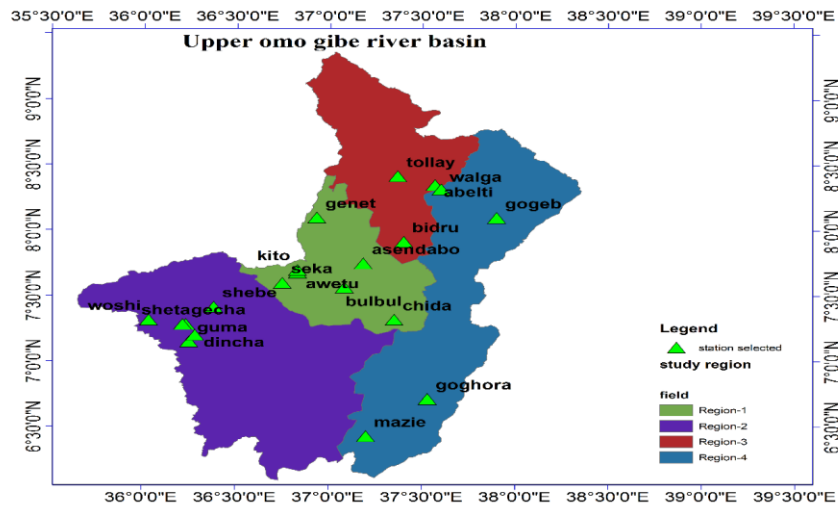 35°30'0"E 36°0'0"E 36°30'0"E 37°0'0"E 37°30'0"E 38°0'0"E 38°30'0"E 39°0'0"E 39°30'0"E
Upper omo gibe river basin
9°0'0"N 9°0'0"N
8°30'0"N 8°30'0"N
8°0'0"N 8°0'0"N
7°30'0"N 7°30'0"N
7°0'0"N 7°0'0"N
6°30'0"N 6°30'0"N
tollay
walga
abelti
genet
gogeb
bidru
asendabo
kito
seka
awetu
shebe
bulbul
chida
woshi
shetagecha
guma
dincha
goghora
mazie
Legend
station selected
study region
field
Region-1
Region-2
Region-3
Region-4
36°0'0"E 36°30'0"E 37°0'0"E 37°30'0"E 38°0'0"E 38°30'0"E 39°0'0"E 39°30'0"E